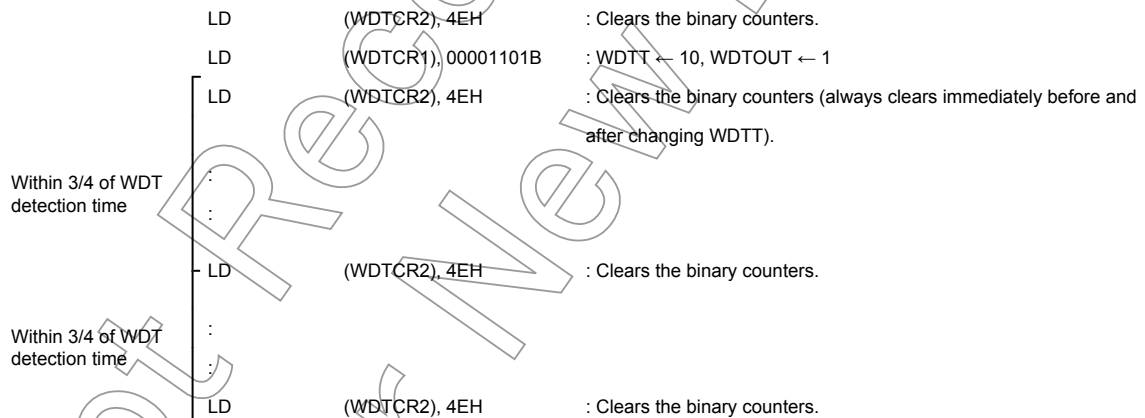 LD (WDTCR2), 4EH : Clears the binary counters.
LD (WDTCR1), 00001101B : WDTT ← 10, WDTOUT ← 1
LD (WDTCR2), 4EH : Clears the binary counters (always clears immediately before and
after changing WDTT).
Within 3/4 of WDT
detection time
:
:
LD (WDTCR2), 4EH : Clears the binary counters.
Within 3/4 of WDT
detection time
:
:
LD (WDTCR2), 4EH : Clears the binary counters.